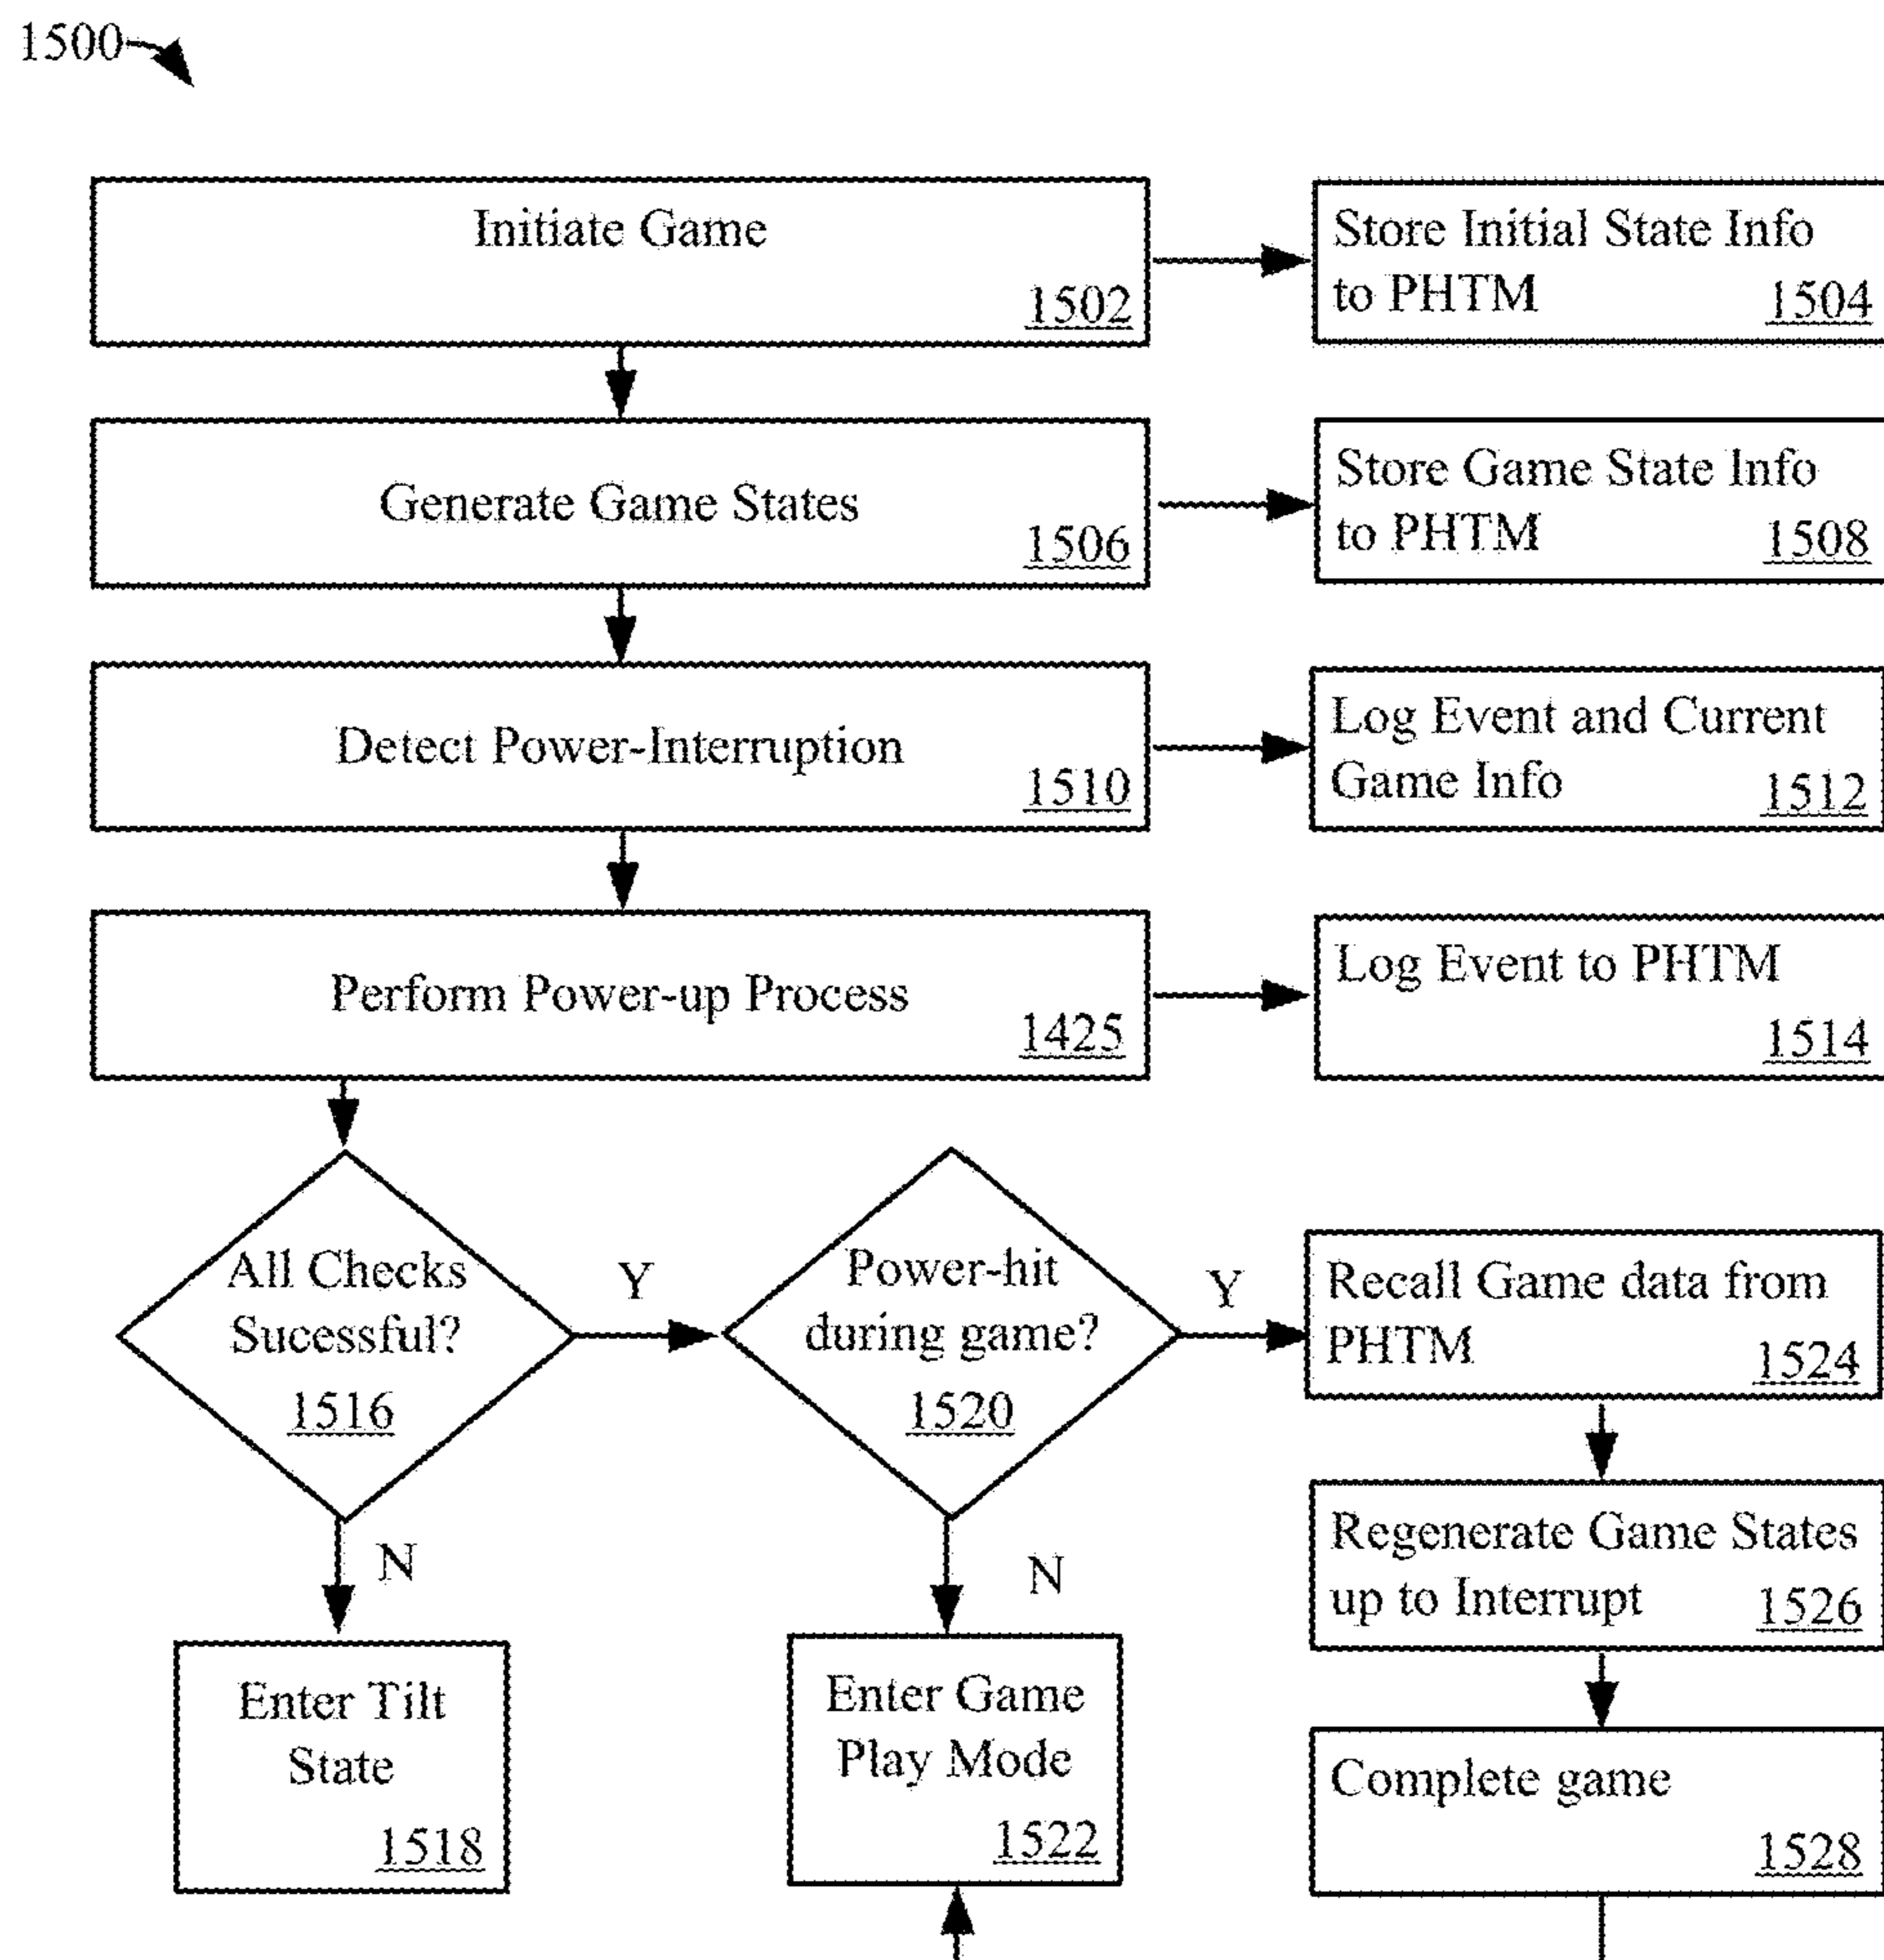 1500
Initiate Game
1502
Store Initial State Info
to PHTM
1504
Generate Game States
1506
Store Game State Info
to PHTM
1508
Detect Power-Interruption
1510
Log Event and Current
Game Info
1512
Perform Power-up Process
1425
Log Event to PHTM
1514
All Checks
Sucessful?
1516
Y
N
Power-hit
during game?
1520
Y
N
Recall Game data from
PHTM
1524
Regenerate Game States
up to Interrupt
1526
Enter Tilt
State
1518
Enter Game
Play Mode
1522
Complete game
1528